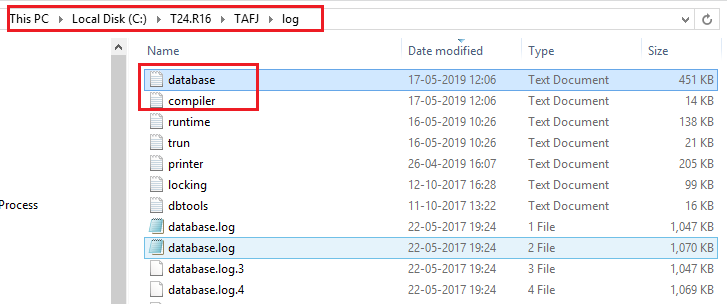 This PC Local Disk (C:) T24.R16 TAFJ log
Name Date modified Type Size
database 17-05-2019 12:06 Text Document 451 KB
compiler 17-05-2019 12:06 Text Document 14 KB
runtime 16-05-2019 10:26 Text Document 138 KB
trun 16-05-2019 10:26 Text Document 21 KB
printer 26-04-2019 16:07 Text Document 205 KB
locking 12-10-2017 16:28 Text Document 99 KB
Process
dbtools 11-10-2017 13:22 Text Document 16 KB
database.log 22-05-2017 19:24 1 File 1,047 KB
database.log 22-05-2017 19:24 2 File 1,070 KB
database.log.3 22-05-2017 19:24 3 File 1,047 KB
database.log.4 22-05-2017 19:24 4 File 1,069 KB